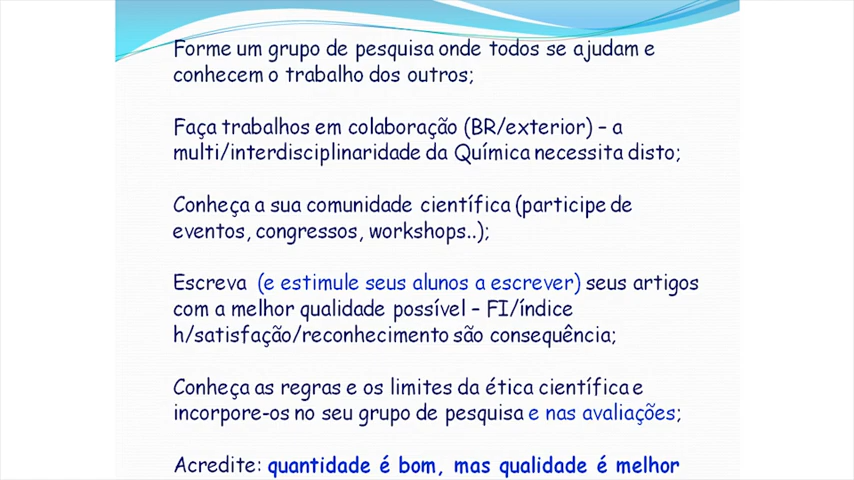 Forme um grupo de pesquisa onde todos se ajudam e
conhecem o trabalho dos outros;
Faça trabalhos em colaboração (BR/exterior) – a
multi/interdisciplinaridade da Química necessita disto;
Conheça a sua comunidade científica (participe de
eventos, congressos, workshops..);
Escreva (e estimule seus alunos a escrever) seus artigos
com a melhor qualidade possível – FI/índice
h/satisfação/reconhecimento são consequência;
Conheça as regras e os limites da ética científica e
incorpore-os no seu grupo de pesquisa e nas avaliações;
Acredite: quantidade é bom, mas qualidade é melhor